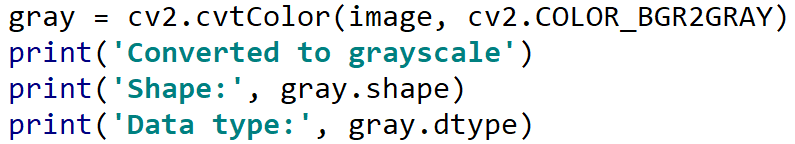 gray = cv2.cvtColor(image, cv2.COLOR_BGR2GRAY)
print('Converted to grayscale')
print('Shape:', gray.shape)
print('Data type:', gray.dtype)